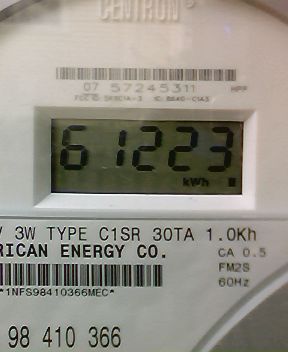 CENTRON
07 57245311
61223
kWh
3W TYPE C1SR 30TA 1.0Kh
RICAN ENERGY CO.
CA 0.5
FM2S
60Hz
*1NFS98410366MEC*
98 410 366